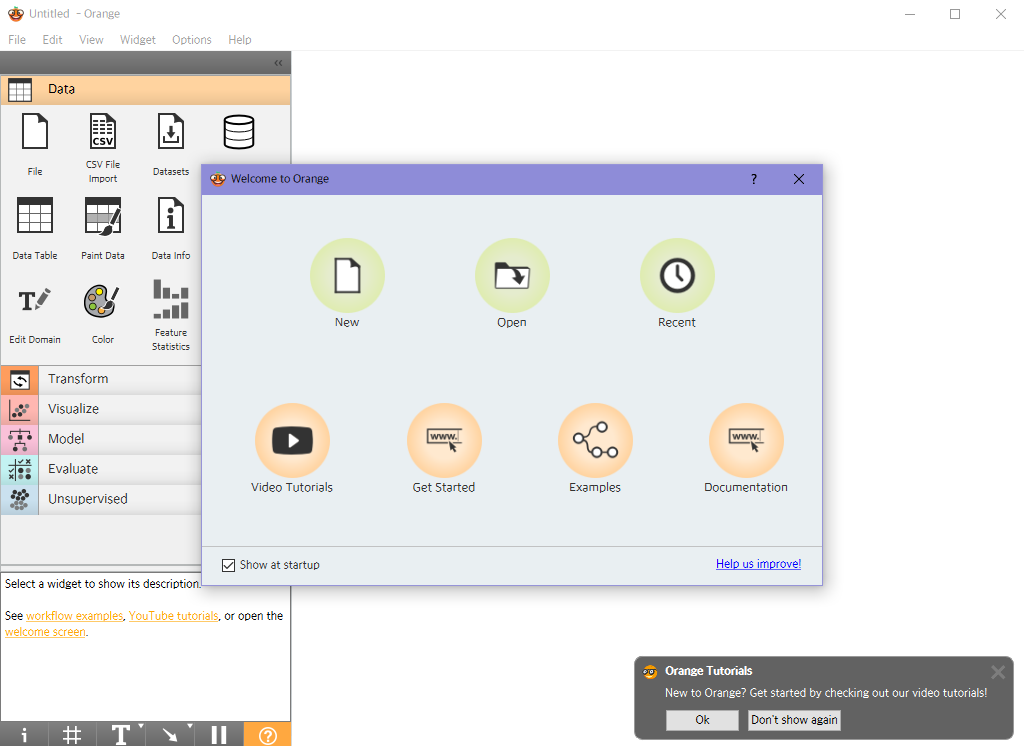 Untitled - Orange
File Edit View Widget Options Help
Data
File
CSV File
Import
Datasets
Data Table
Paint Data
Data Info
Edit Domain
Color
Feature
Statistics
Transform
Visualize
Model
Evaluate
Unsupervised
Select a widget to show its description.
See workflow examples, YouTube tutorials, or open the
welcome screen.
Welcome to Orange
New
Open
Recent
Video Tutorials
Get Started
Examples
Documentation
Show at startup
Help us improve!
Orange Tutorials
New to Orange? Get started by checking out our video tutorials!
Ok
Don't show again